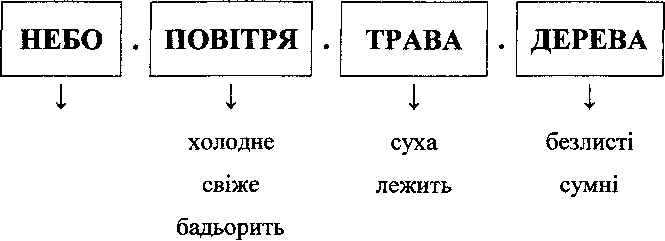 НЕБО . ПОВІТРЯ . ТРАВА . ДЕРЕВА
↓ ↓ ↓ ↓
холодне суха безлисті
свіже лежить сумні
бадьорить